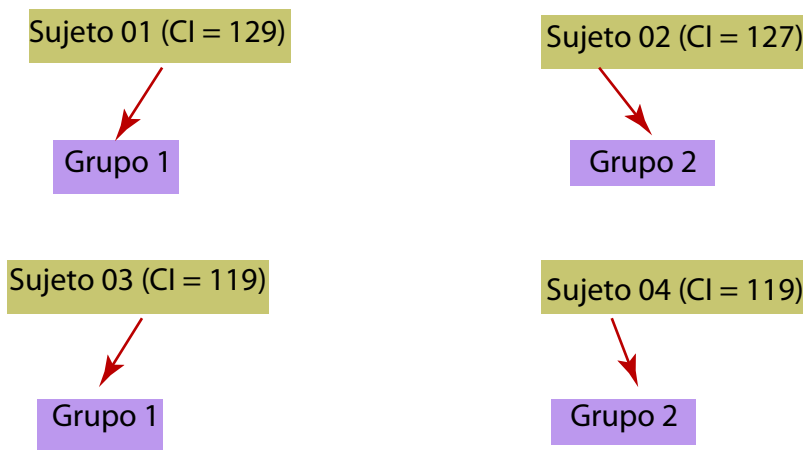 Sujeto 01 (CI = 129)
Sujeto 02 (CI = 127)
Grupo 1
Grupo 2
Sujeto 03 (CI = 119)
Sujeto 04 (CI = 119)
Grupo 1
Grupo 2